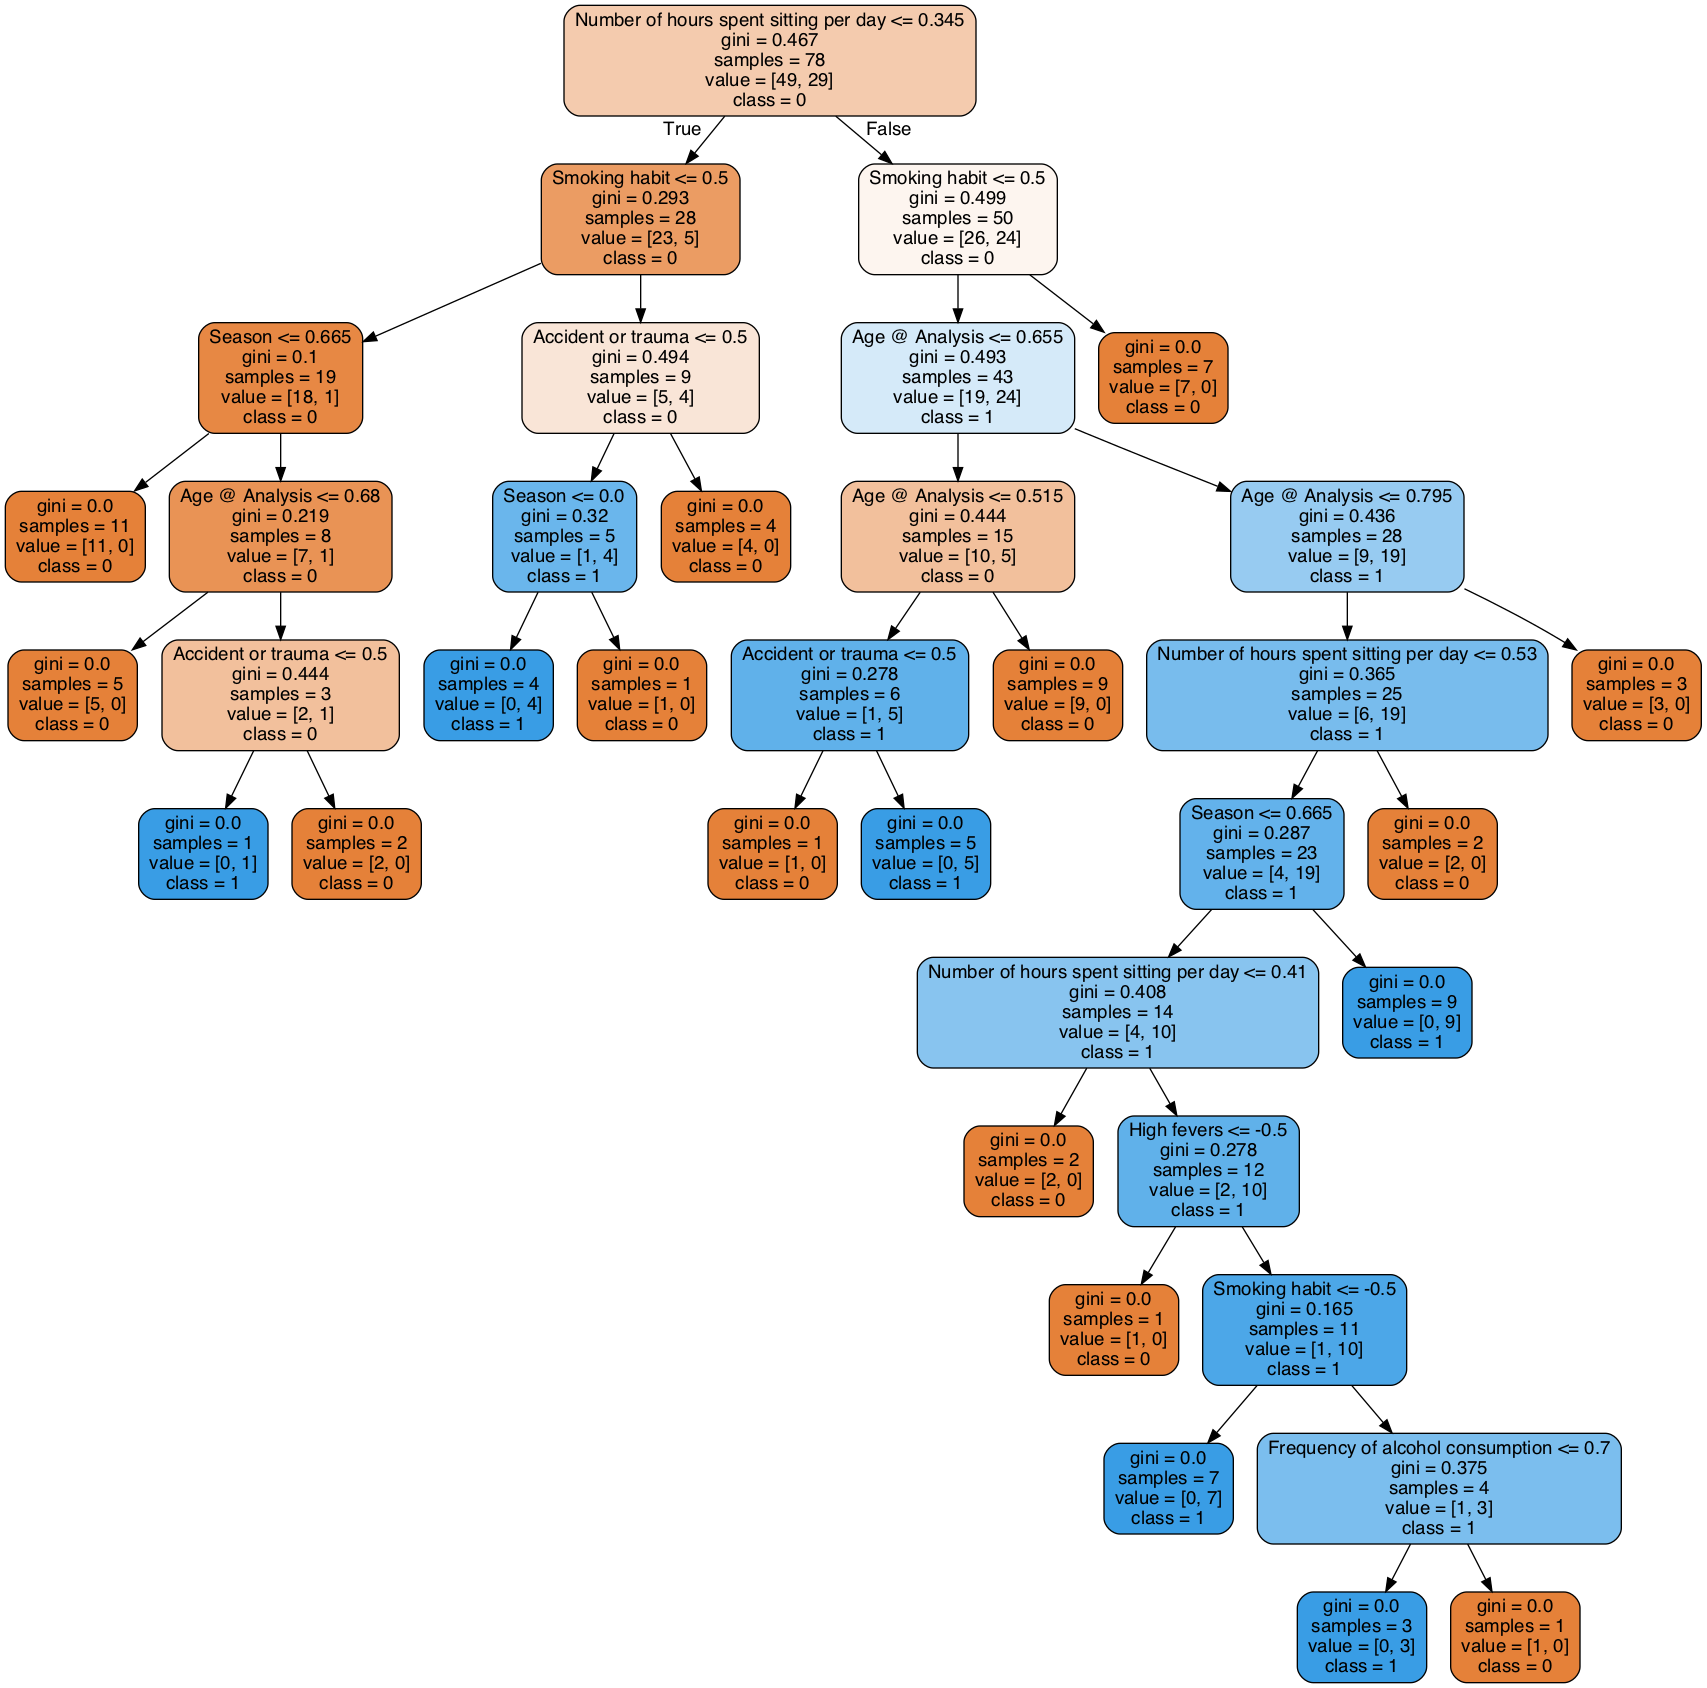 Number of hours spent sitting per day <= 0.345
gini = 0.467
samples = 78
value = [49, 29]
class = 0
True
False
Smoking habit <= 0.5
gini = 0.293
samples = 28
value = [23, 5]
class = 0
Smoking habit <= 0.5
gini = 0.499
samples = 50
value = [26, 24]
class = 0
Season <= 0.665
gini = 0.1
samples = 19
value = [18, 1]
class = 0
Accident or trauma <= 0.5
gini = 0.494
samples = 9
value = [5, 4]
class = 0
Age @ Analysis <= 0.655
gini = 0.493
samples = 43
value = [19, 24]
class = 1
gini = 0.0
samples = 7
value = [7, 0]
class = 0
gini = 0.0
samples = 11
value = [11, 0]
class = 0
Age @ Analysis <= 0.68
gini = 0.219
samples = 8
value = [7, 1]
class = 0
Season <= 0.0
gini = 0.32
samples = 5
value = [1, 4]
class = 1
gini = 0.0
samples = 4
value = [4, 0]
class = 0
Age @ Analysis <= 0.515
gini = 0.444
samples = 15
value = [10, 5]
class = 0
Age @ Analysis <= 0.795
gini = 0.436
samples = 28
value = [9, 19]
class = 1
gini = 0.0
samples = 5
value = [5, 0]
class = 0
Accident or trauma <= 0.5
gini = 0.444
samples = 3
value = [2, 1]
class = 0
gini = 0.0
samples = 4
value = [0, 4]
class = 1
gini = 0.0
samples = 1
value = [1, 0]
class = 0
Accident or trauma <= 0.5
gini = 0.278
samples = 6
value = [1, 5]
class = 1
gini = 0.0
samples = 9
value = [9, 0]
class = 0
Number of hours spent sitting per day <= 0.53
gini = 0.365
samples = 25
value = [6, 19]
class = 1
gini = 0.0
samples = 3
value = [3, 0]
class = 0
gini = 0.0
samples = 1
value = [0, 1]
class = 1
gini = 0.0
samples = 2
value = [2, 0]
class = 0
gini = 0.0
samples = 1
value = [1, 0]
class = 0
gini = 0.0
samples = 5
value = [0, 5]
class = 1
Season <= 0.665
gini = 0.287
samples = 23
value = [4, 19]
class = 1
gini = 0.0
samples = 2
value = [2, 0]
class = 0
Number of hours spent sitting per day <= 0.41
gini = 0.408
samples = 14
value = [4, 10]
class = 1
gini = 0.0
samples = 9
value = [0, 9]
class = 1
gini = 0.0
samples = 2
value = [2, 0]
class = 0
High fevers <= -0.5
gini = 0.278
samples = 12
value = [2, 10]
class = 1
gini = 0.0
samples = 1
value = [1, 0]
class = 0
Smoking habit <= -0.5
gini = 0.165
samples = 11
value = [1, 10]
class = 1
gini = 0.0
samples = 7
value = [0, 7]
class = 1
Frequency of alcohol consumption <= 0.7
gini = 0.375
samples = 4
value = [1, 3]
class = 1
gini = 0.0
samples = 3
value = [0, 3]
class = 1
gini = 0.0
samples = 1
value = [1, 0]
class = 0